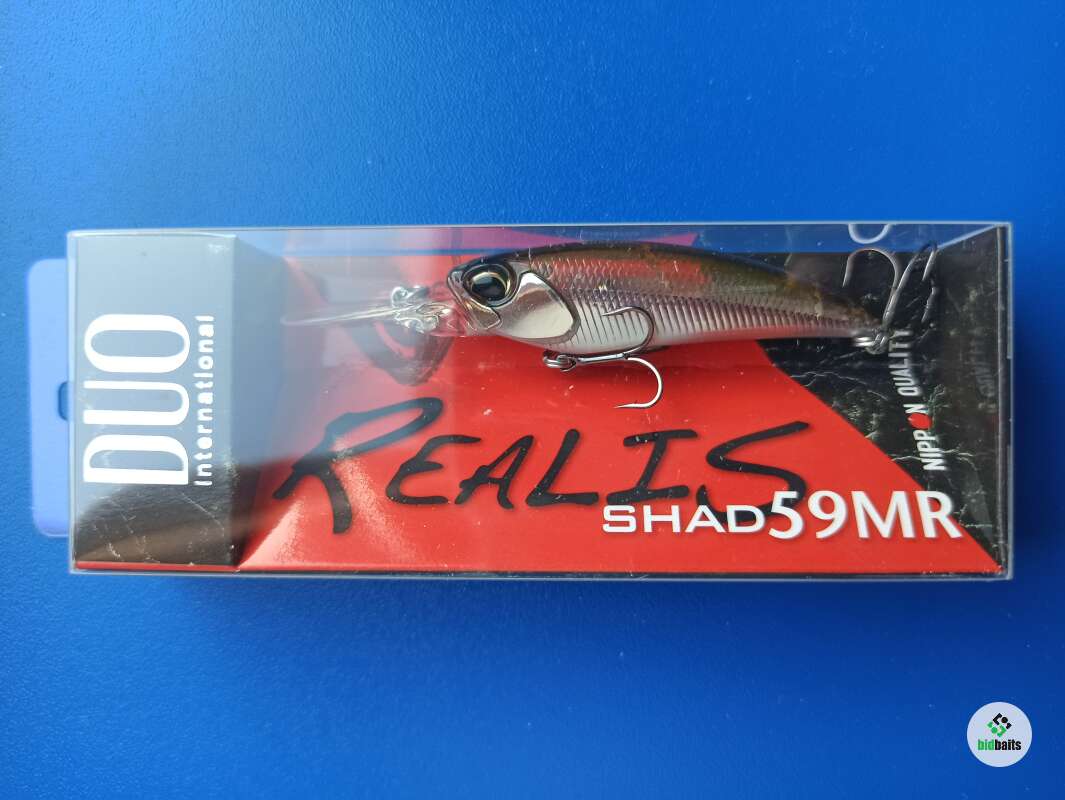 DUO
International
REALIS
SHAD59MR
NIPPON QUALITY
bidbaits